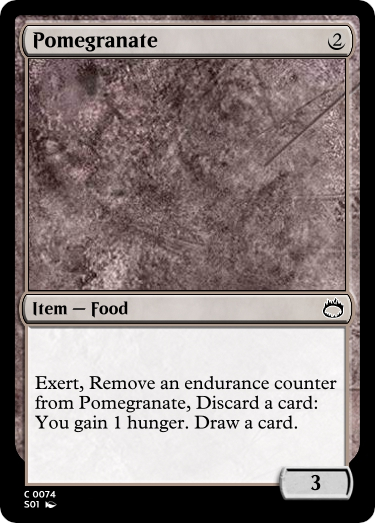 Pomegranate 2
Item — Food
Exert, Remove an endurance counter
from Pomegranate, Discard a card:
You gain 1 hunger. Draw a card.
3
C 0074
S01